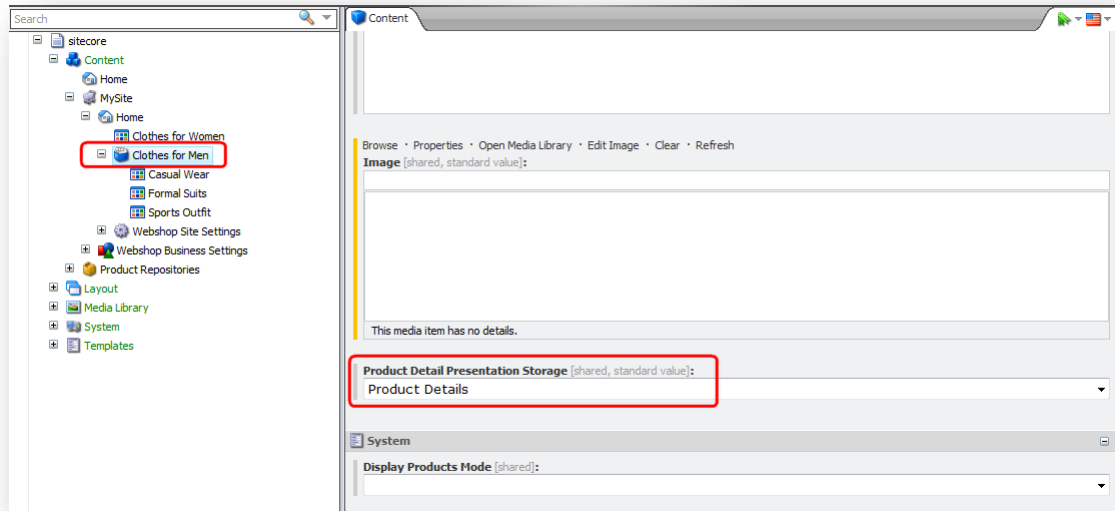 Search
sitecore
Content
Home
MySite
Home
Clothes for Women
Clothes for Men
Casual Wear
Formal Suits
Sports Outfit
Webshop Site Settings
Webshop Business Settings
Product Repositories
Layout
Media Library
System
Templates
Content
Browse · Properties · Open Media Library · Edit Image · Clear · Refresh
Image [shared, standard value]:
This media item has no details.
Product Detail Presentation Storage [shared, standard value]:
Product Details
System
Display Products Mode [shared]: